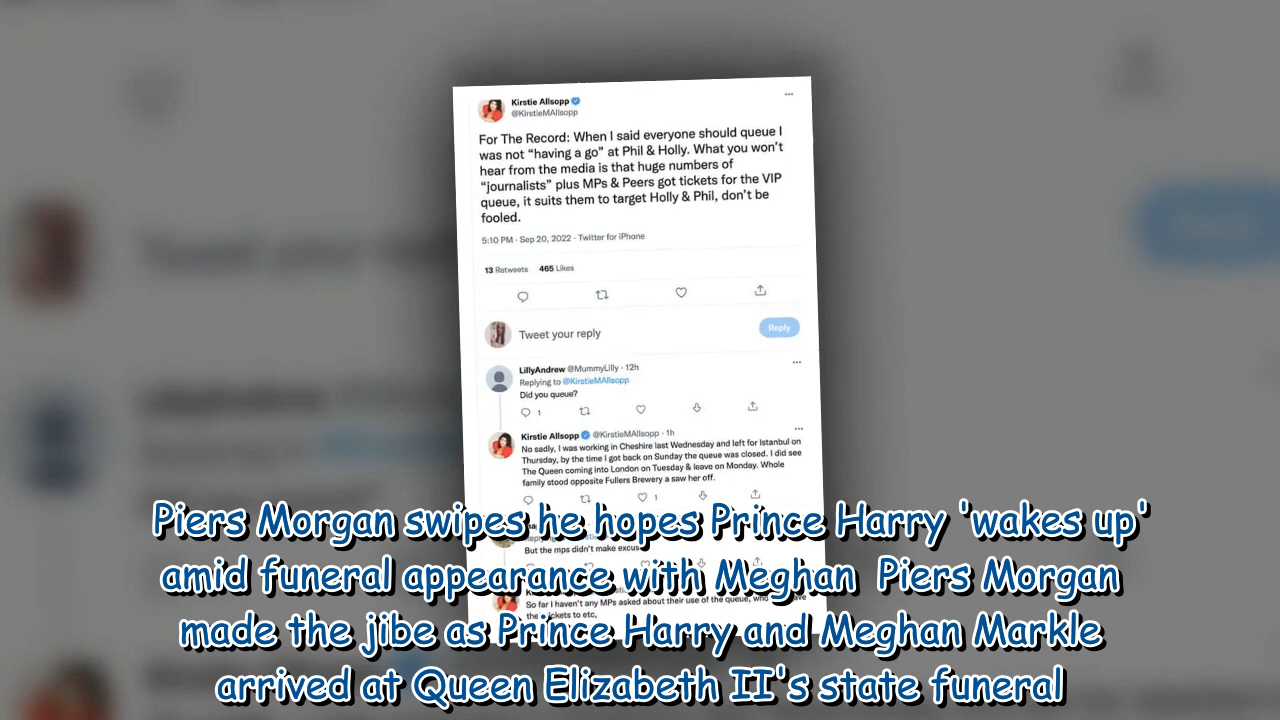 Kirstie Allsopp
@KirstieMAllsopp
For The Record: When I said everyone should queue I
was not “having a go” at Phil & Holly. What you won’t
hear from the media is that huge numbers of
“journalists” plus MPs & Peers got tickets for the VIP
queue, it suits them to target Holly & Phil, don’t be
fooled.
5:10 PM · Sep 20, 2022 · Twitter for iPhone
13 Retweets 465 Likes
Tweet your reply
Reply
LillyAndrew @MummyLilly · 12h
Replying to @KirstieMAllsopp
Did you queue?
1
Kirstie Allsopp @KirstieMAllsopp · 1h
No sadly, I was working in Cheshire last Wednesday and left for Istanbul on
Thursday, by the time I got back on Sunday the queue was closed. I did see
The Queen coming into London on Tuesday & leave on Monday. Whole
family stood opposite Fullers Brewery a saw her off.
1
But the mps didn't make
So far I haven't any MPs asked about their use of the queue,
to etc,
Piers Morgan swipes he hopes Prince Harry 'wakes up'
amid funeral appearance with Meghan Piers Morgan
made the jibe as Prince Harry and Meghan Markle
arrived at Queen Elizabeth II's state funeral